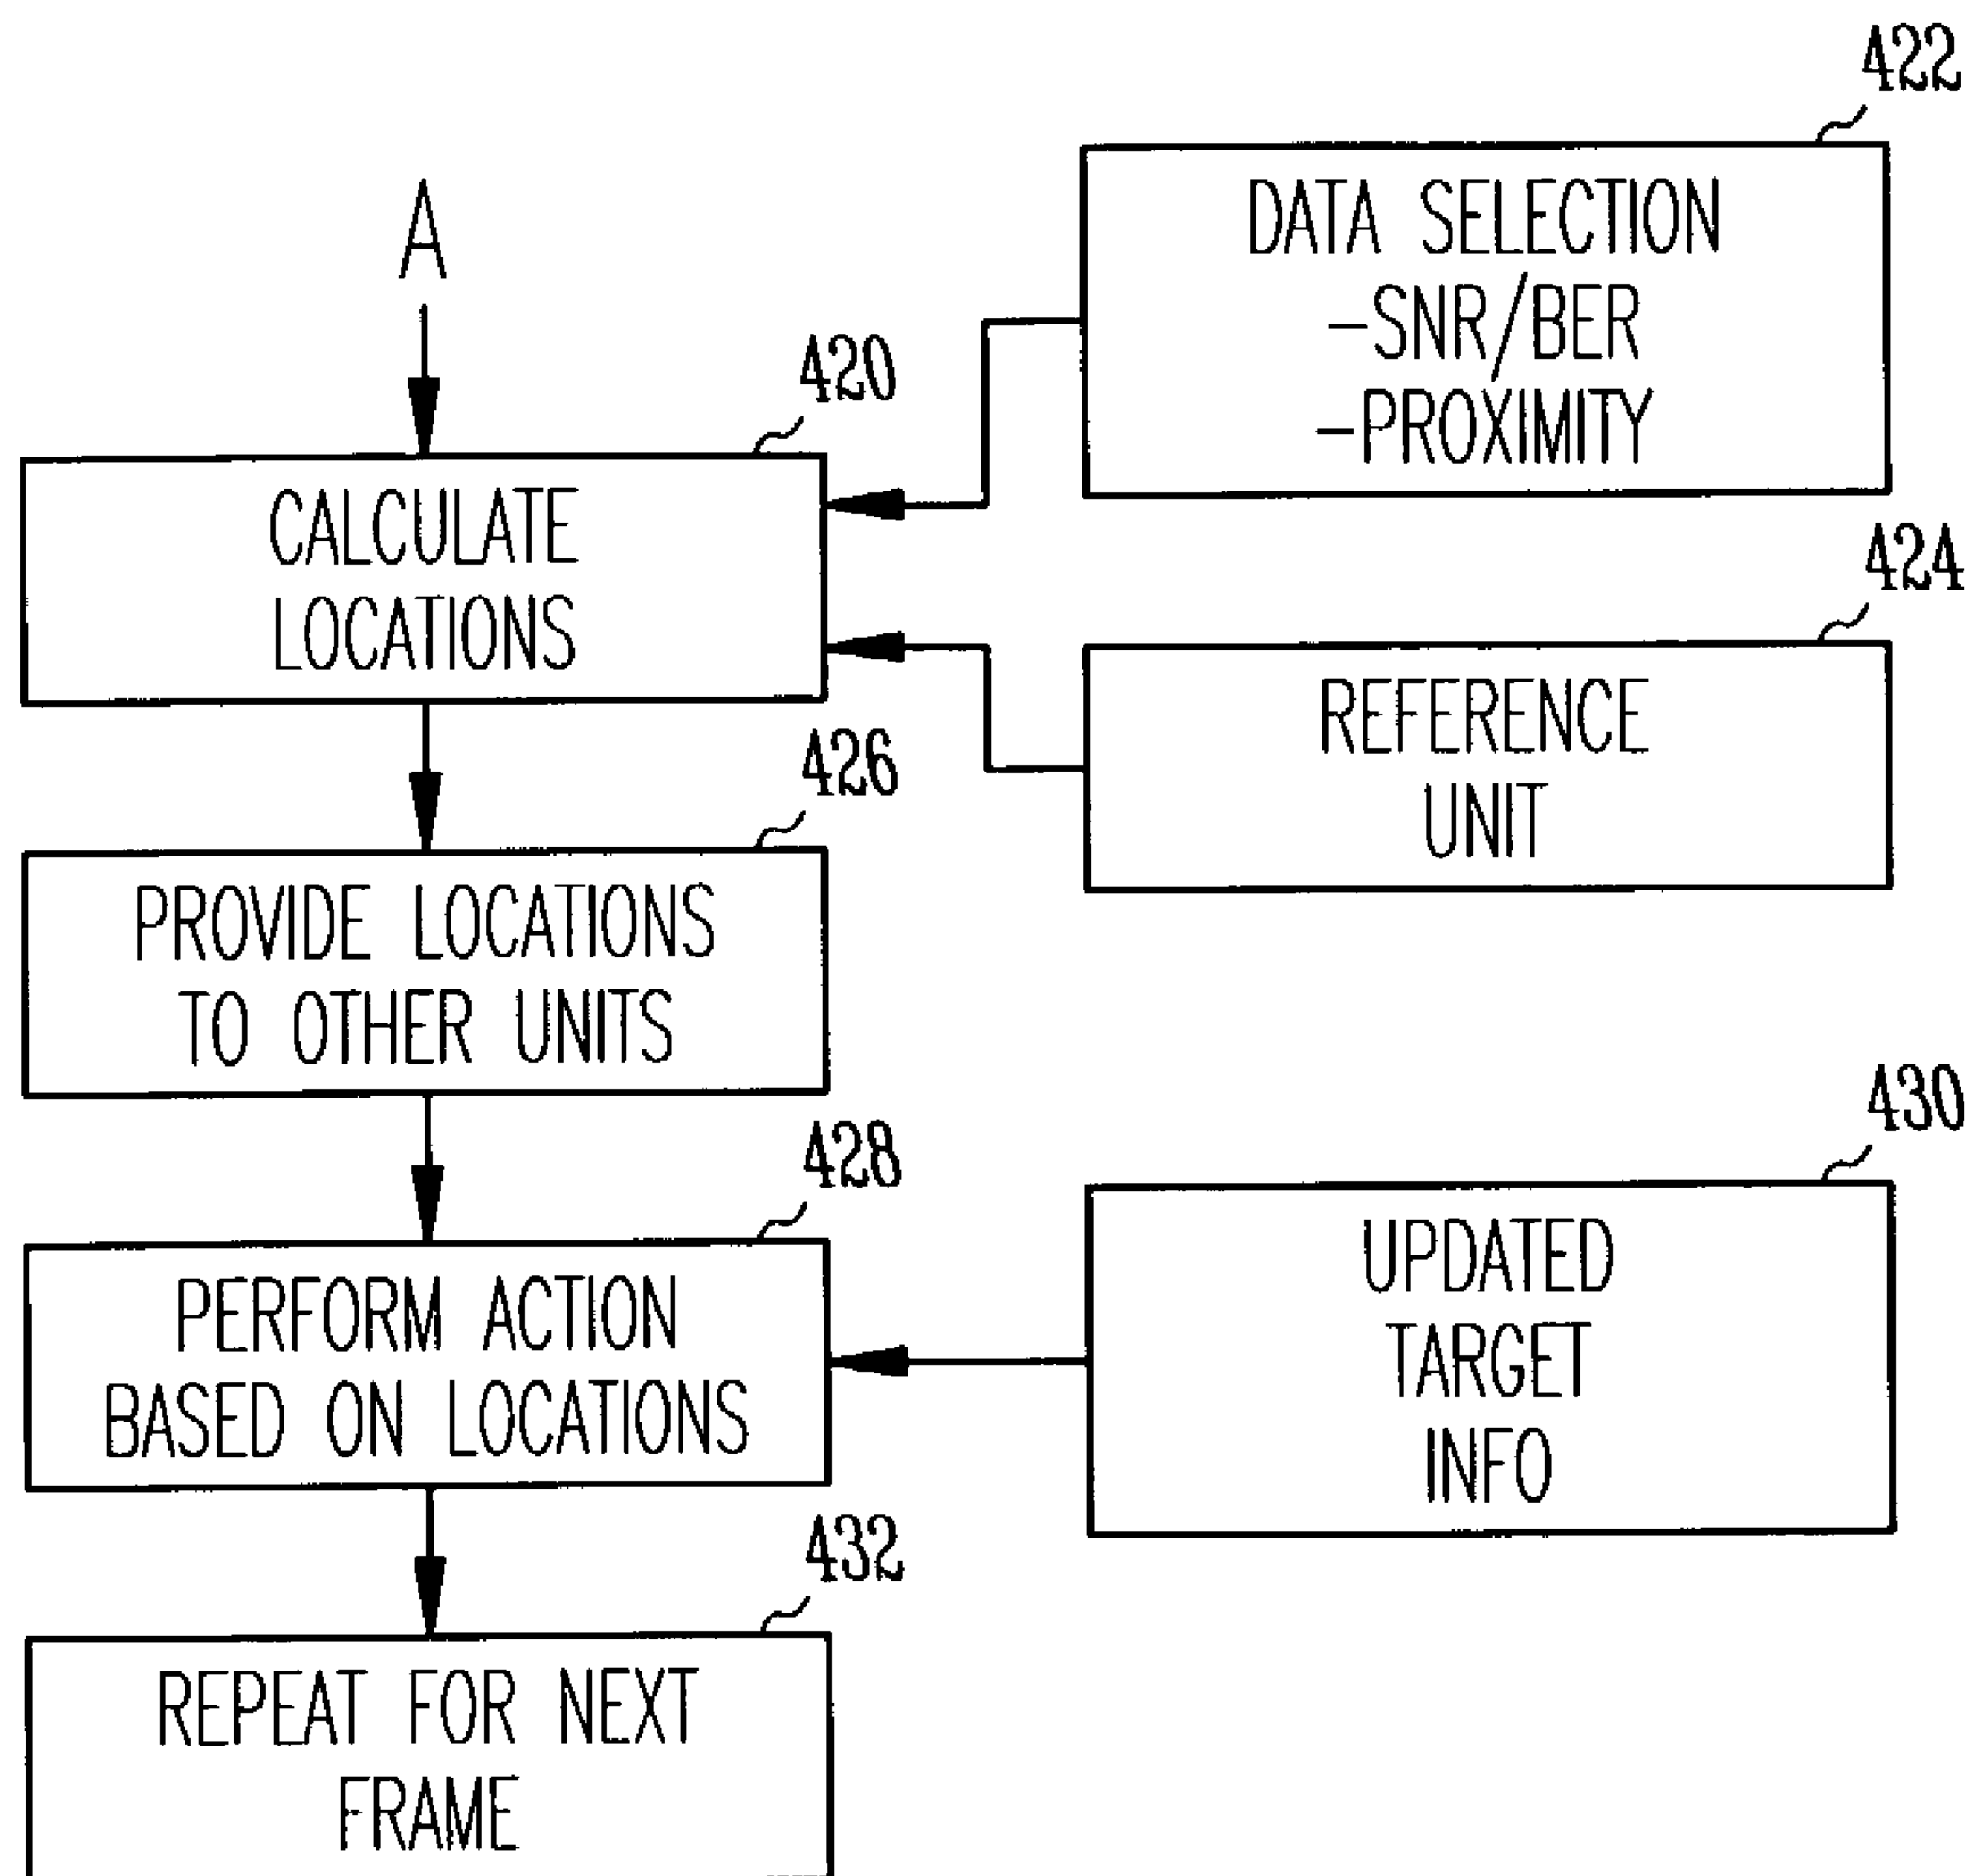 422
DATA SELECTION
-SNR/BER
-PROXIMITY
A
420
CALCULATE
LOCATIONS
424
REFERENCE
UNIT
426
PROVIDE LOCATIONS
TO OTHER UNITS
428
PERFORM ACTION
BASED ON LOCATIONS
430
UPDATED
TARGET
INFO
432
REPEAT FOR NEXT
FRAME